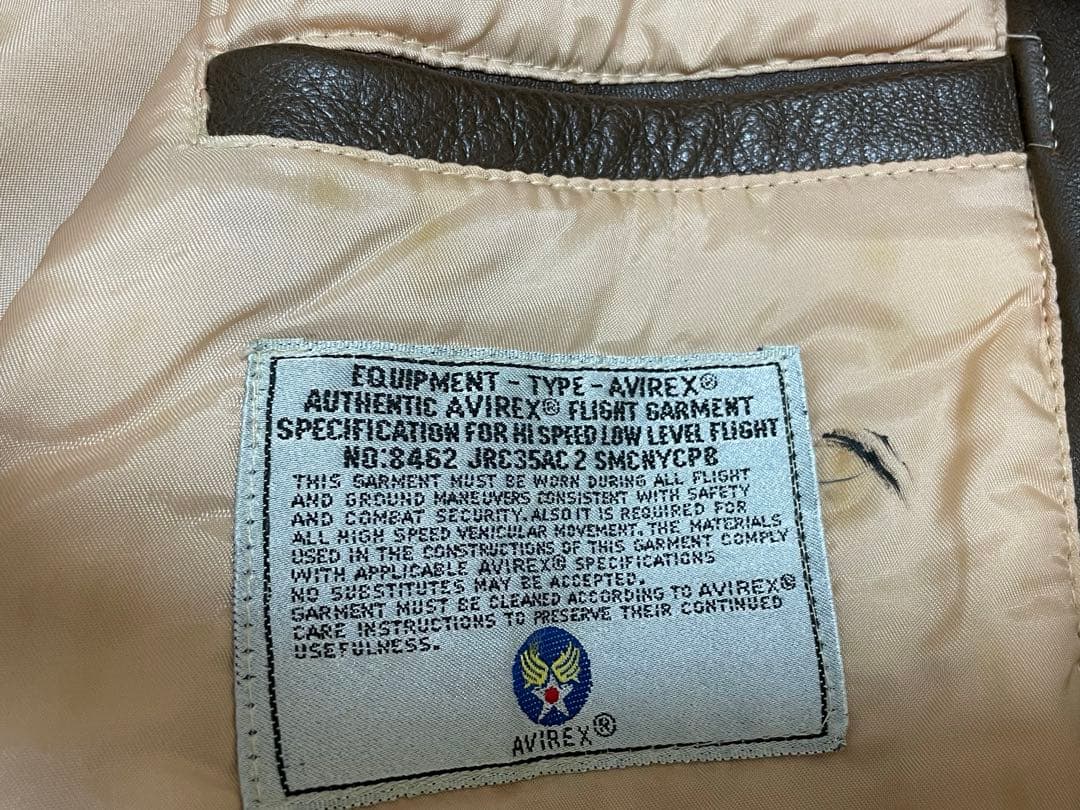 EQUIPMENT - TYPE - AVIREX®
AUTHENTIC AVIREX® FLIGHT GARMENT
SPECIFICATION FOR HI SPEED LOW LEVEL FLIGHT
NO:8462 JRC35AC2 SMCNYCPB
THIS GARMENT MUST BE WORN DURING ALL FLIGHT
AND GROUND MANEUVERS CONSISTENT WITH SAFETY
AND COMBAT SECURITY. ALSO IT IS REQUIRED FOR
ALL HIGH SPEED VEHICULAR MOVEMENT. THE MATERIALS
USED IN THE CONSTRUCTIONS OF THIS GARMENT COMPLY
WITH APPLICABLE AVIREX® SPECIFICATIONS
NO SUBSTITUTES MAY BE ACCEPTED.
GARMENT MUST BE CLEANED ACCORDING TO AVIREX®
CARE INSTRUCTIONS TO PRESERVE THEIR CONTINUED
USEFULNESS.
AVIREX®